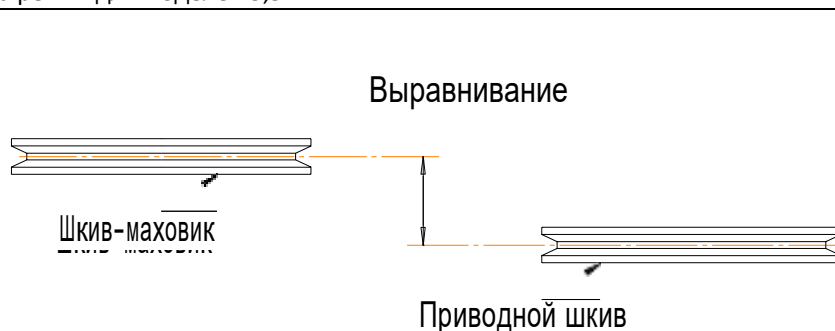 Выравнивание
Шкив-маховик
Приводной шкив